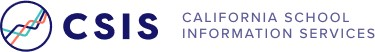 CSIS
CALIFORNIA SCHOOL
INFORMATION SERVICES